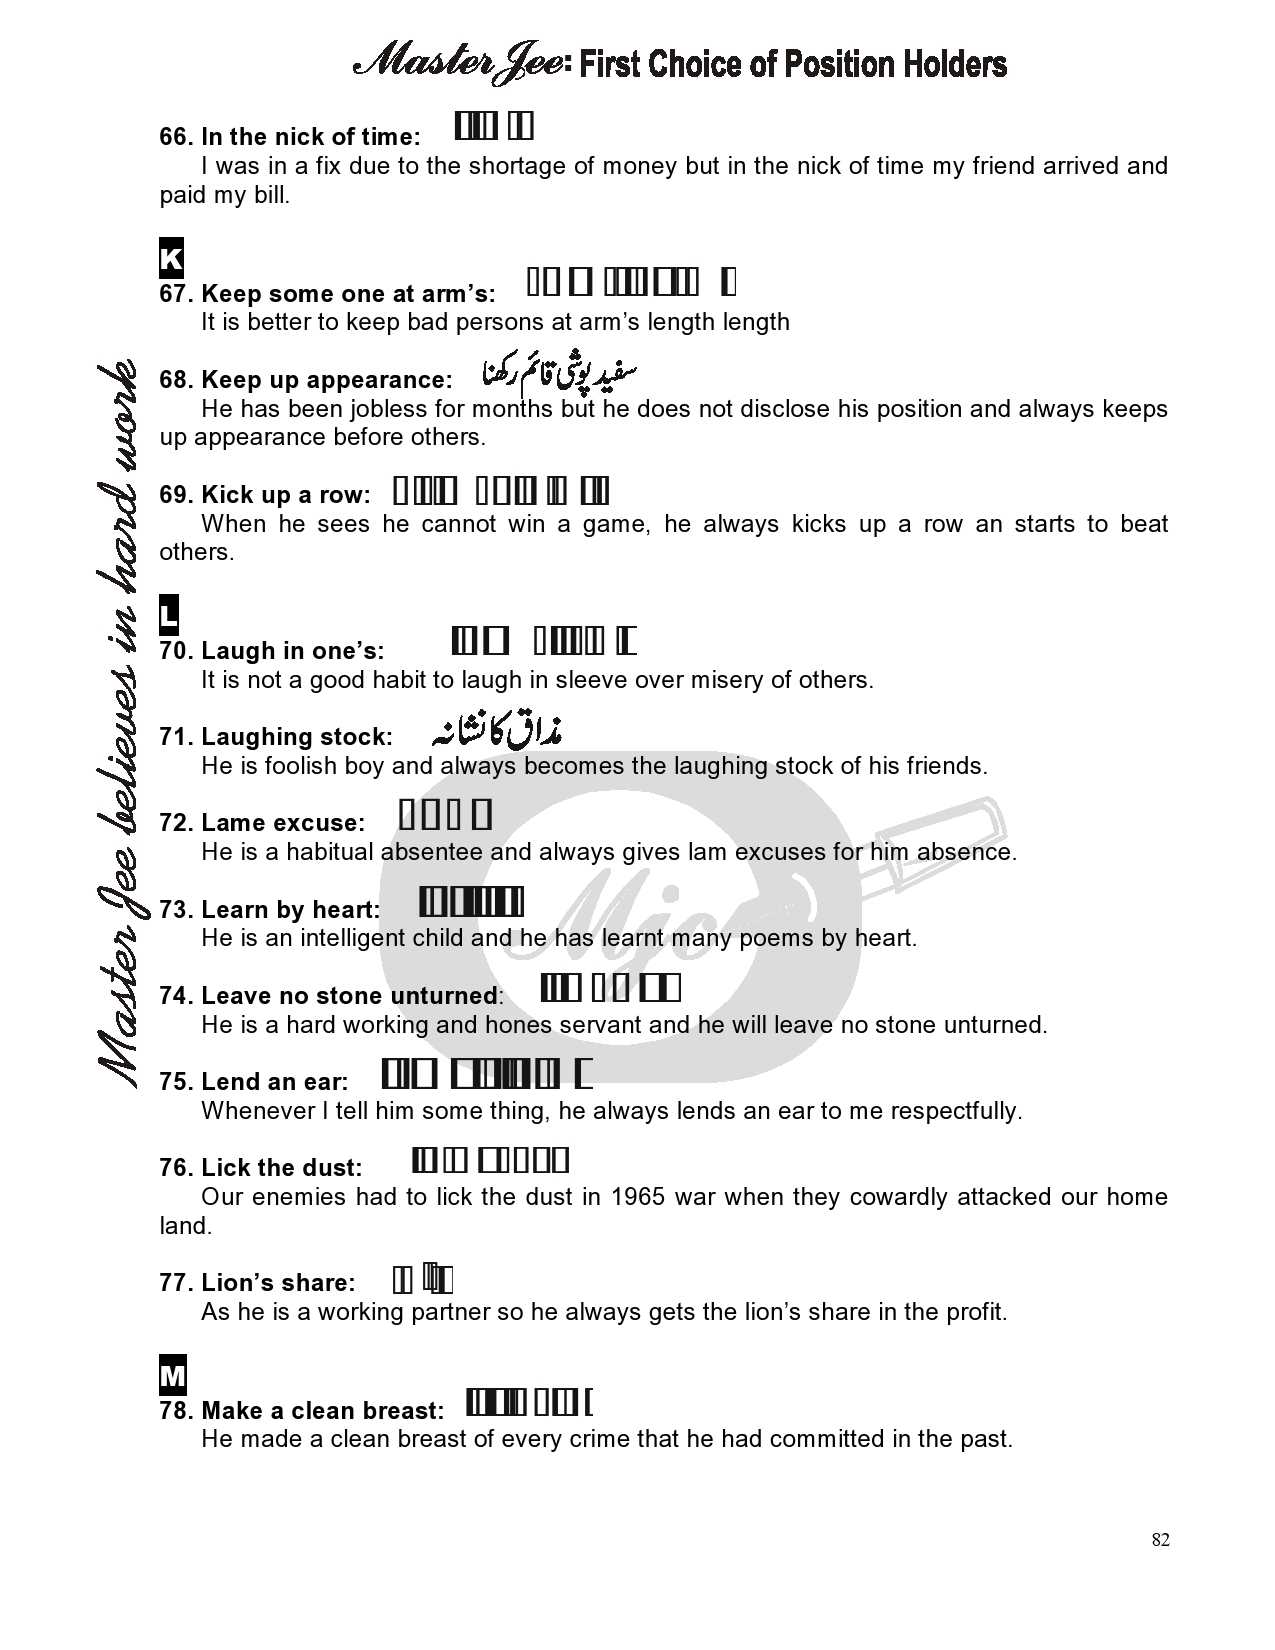 Master Jee: First Choice of Position Holders
66. In the nick of time:
I was in a fix due to the shortage of money but in the nick of time my friend arrived and
paid my bill.
K
67. Keep some one at arm’s:
It is better to keep bad persons at arm’s length length
68. Keep up appearance: سفید پوشی قائم رکھنا
He has been jobless for months but he does not disclose his position and always keeps
up appearance before others.
69. Kick up a row:
When he sees he cannot win a game, he always kicks up a row an starts to beat
others.
L
70. Laugh in one’s:
It is not a good habit to laugh in sleeve over misery of others.
71. Laughing stock: مذاق کا نشانہ
He is foolish boy and always becomes the laughing stock of his friends.
72. Lame excuse:
He is a habitual absentee and always gives lam excuses for him absence.
73. Learn by heart:
He is an intelligent child and he has learnt many poems by heart.
74. Leave no stone unturned:
He is a hard working and hones servant and he will leave no stone unturned.
75. Lend an ear:
Whenever I tell him some thing, he always lends an ear to me respectfully.
76. Lick the dust:
Our enemies had to lick the dust in 1965 war when they cowardly attacked our home
land.
77. Lion’s share:
As he is a working partner so he always gets the lion’s share in the profit.
M
78. Make a clean breast:
He made a clean breast of every crime that he had committed in the past.
Master Jee believes in hard work
Mjc
82